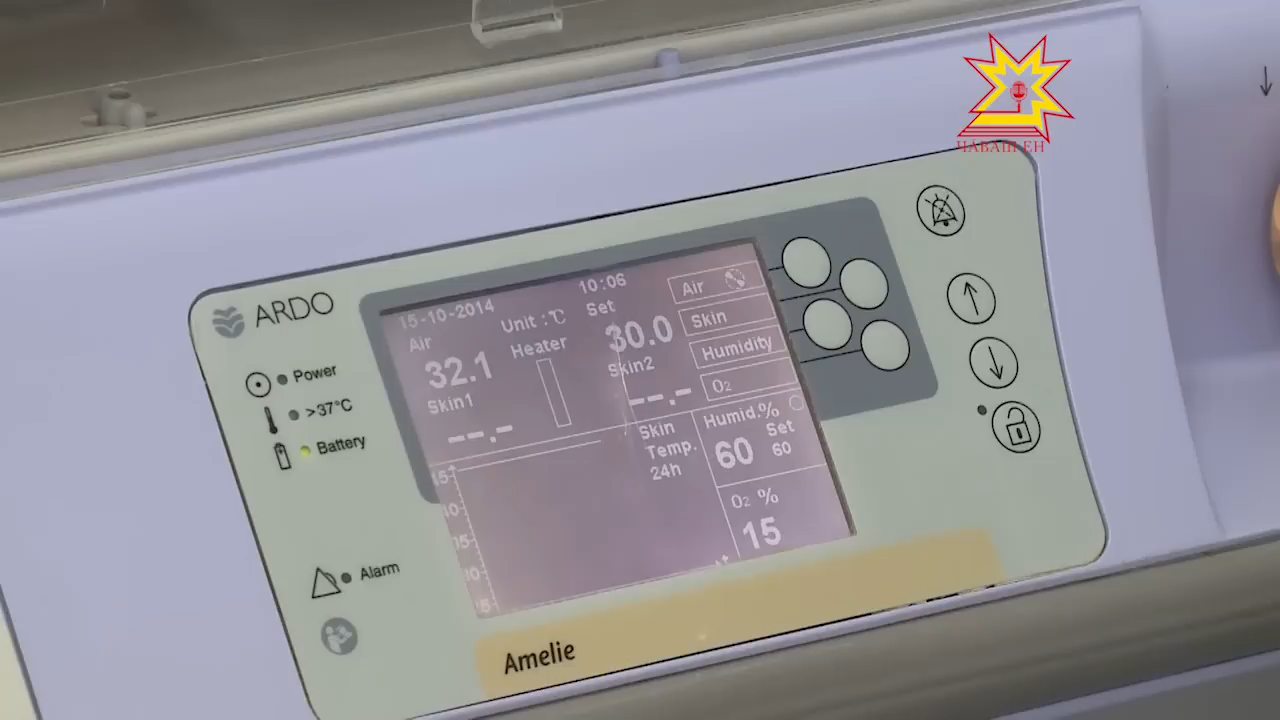 ЧӐВАШ ЕН
ARDO
Power
>37°C
Battery
Alarm
15-10-2014
10:06
Air
Unit :°C
Set
32.1
Heater
30.0
Skin1
Skin2
--.-
--.-
Air
Skin
Humidity
O₂
Skin
Temp.
24h
Humid.%
Set
60
60
O₂ %
15
Amelie